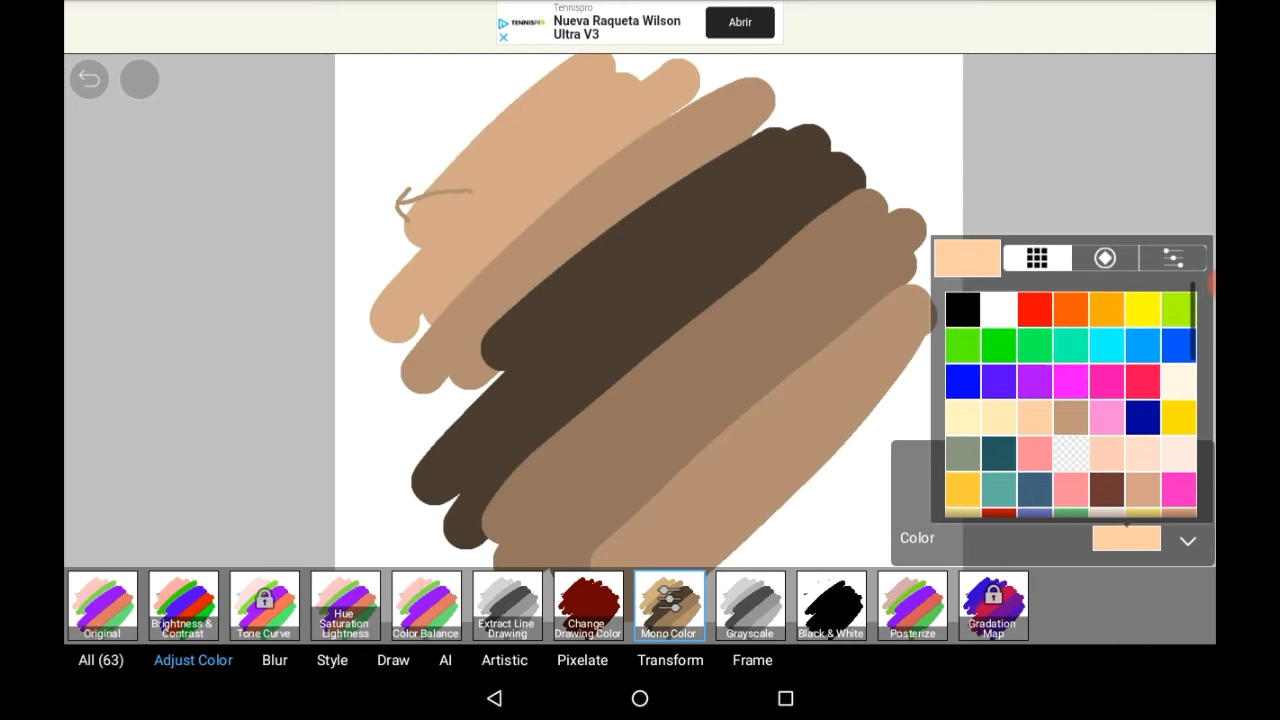 Tennispro
TENNISPRO
Nueva Raqueta Wilson
Ultra V3
Abrir
Color
Original
Brightness &
Contrast
Tone Curve
Hue
Saturation
Lightness
Color Balance
Extract Line
Drawing
Change
Drawing Color
Mono Color
Grayscale
Black & White
Posterize
Gradation
Map
All (63)
Adjust Color
Blur
Style
Draw
AI
Artistic
Pixelate
Transform
Frame